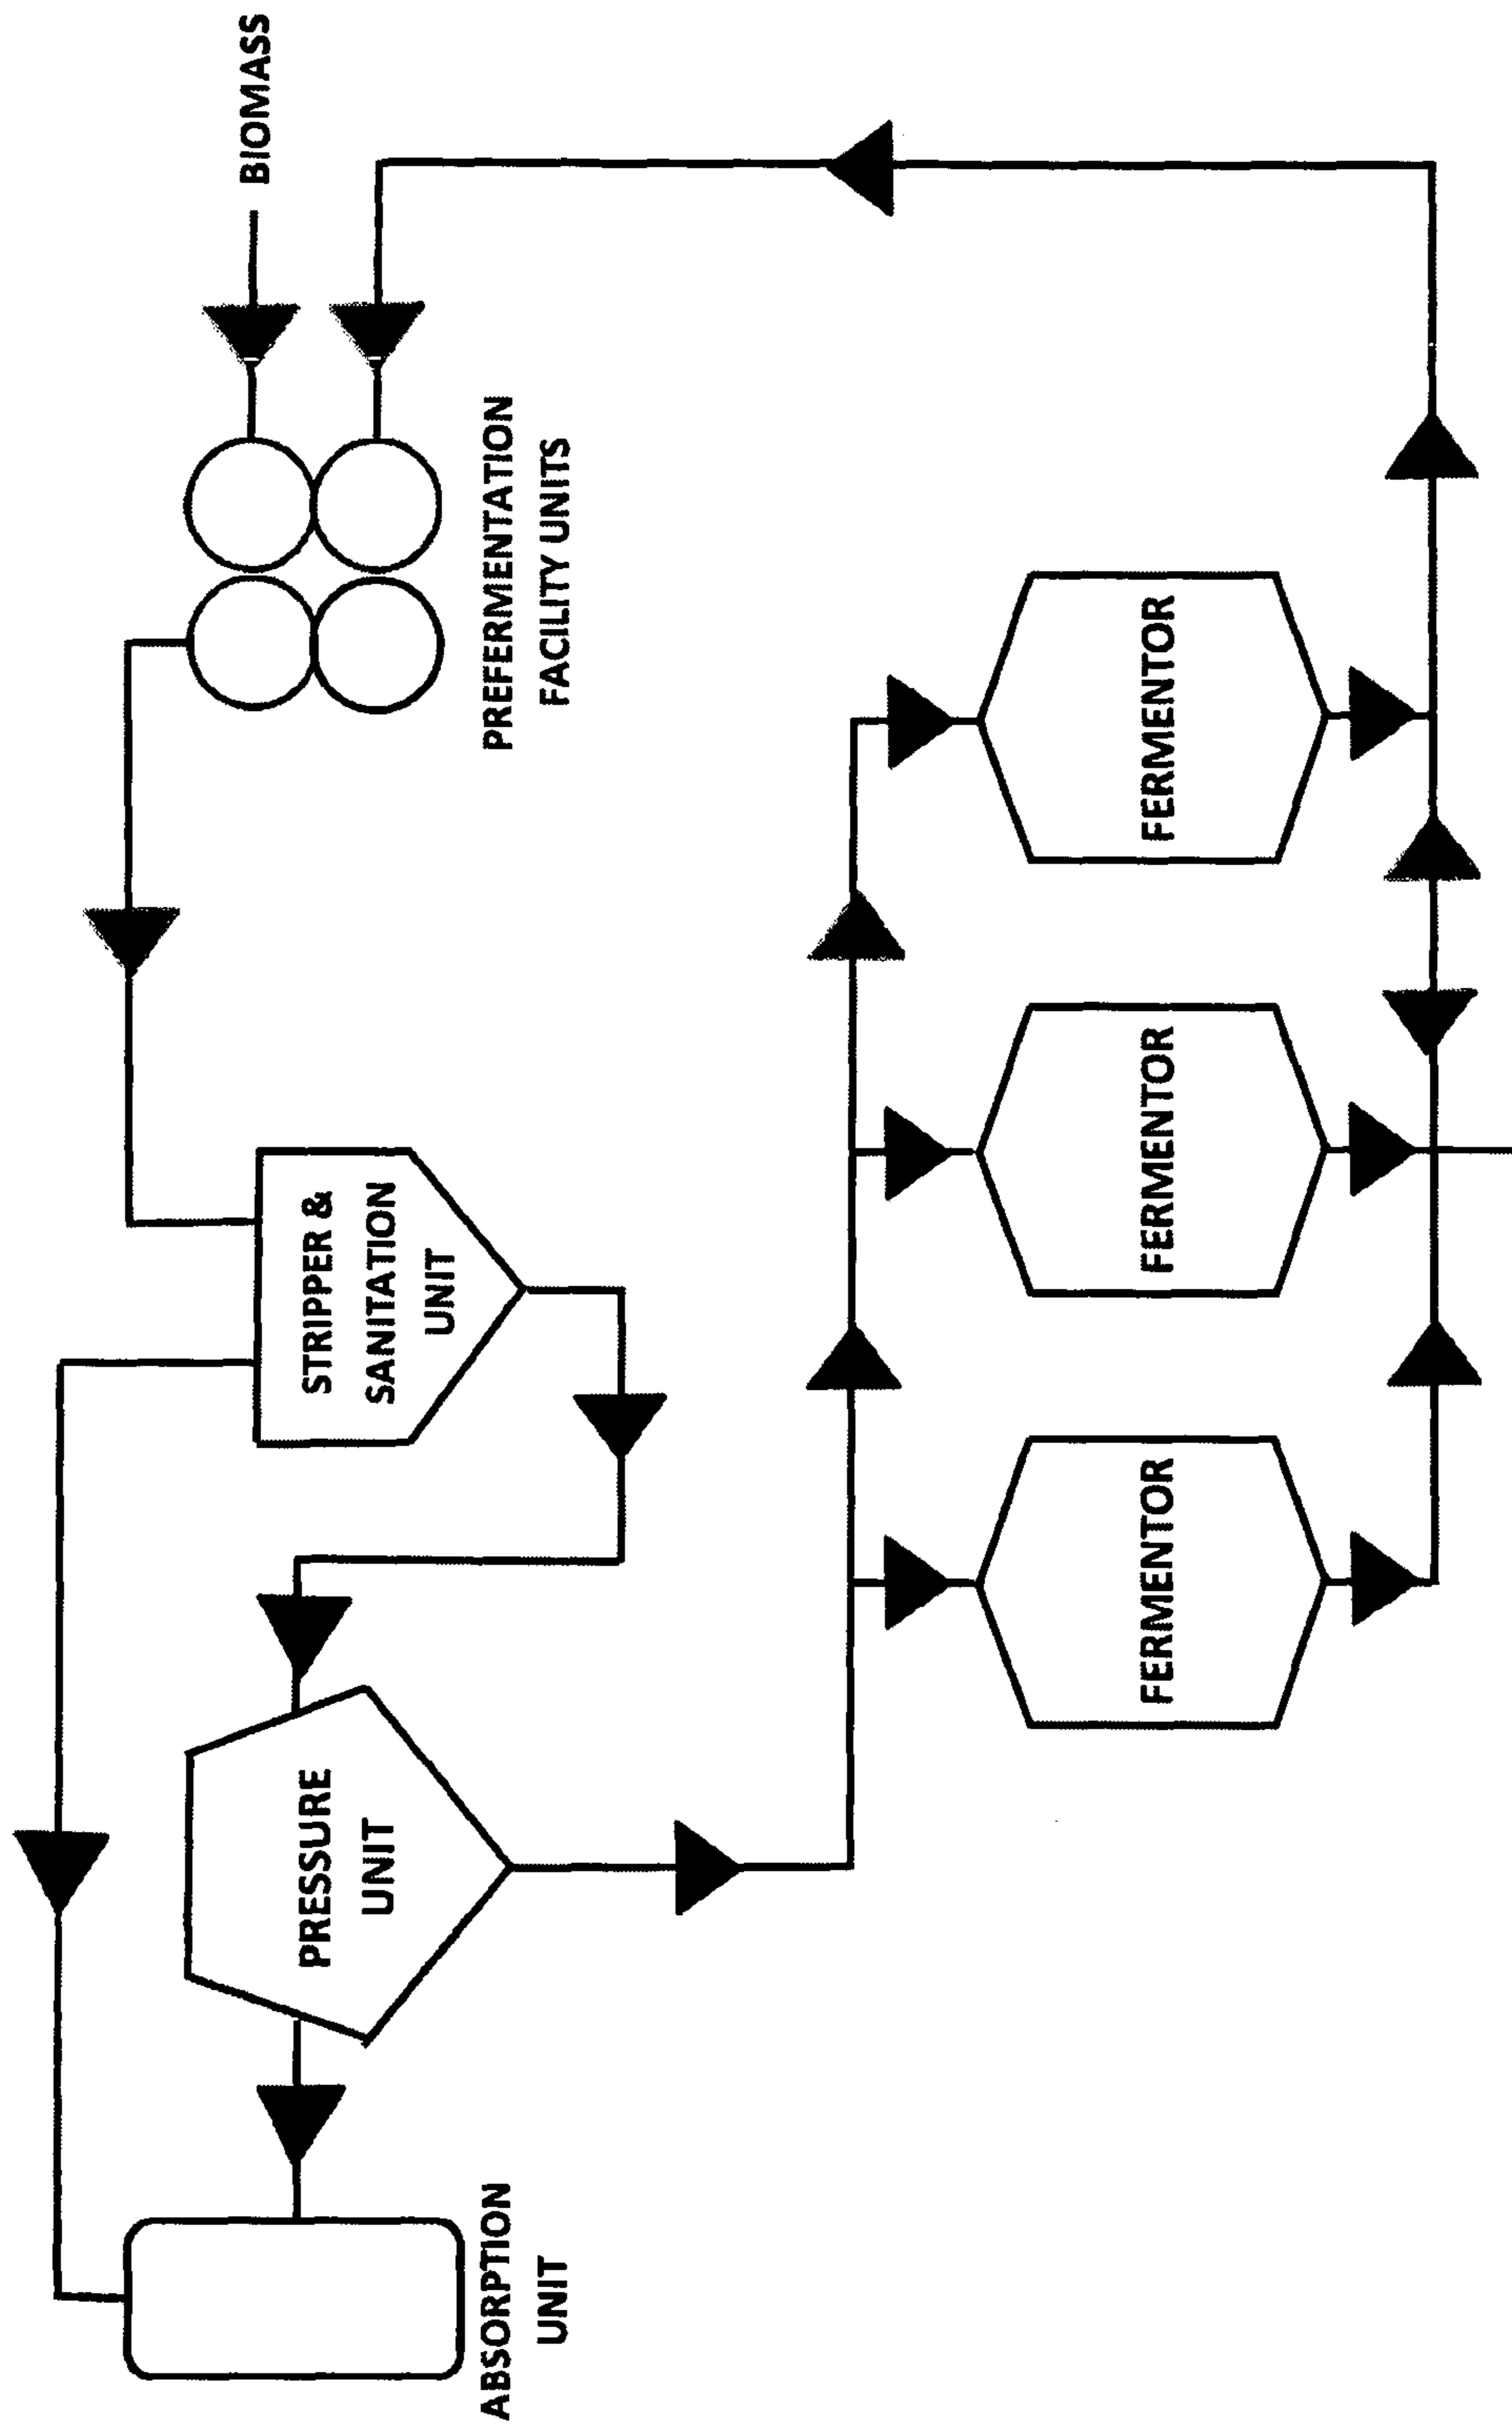 BIOMASS
PREFERMENTATION
FACILITY UNITS
STRIPPER &
SANITATION
UNIT
PRESSURE
UNIT
ABSORPTION
UNIT
FERMENTOR
FERMENTOR
FERMENTOR